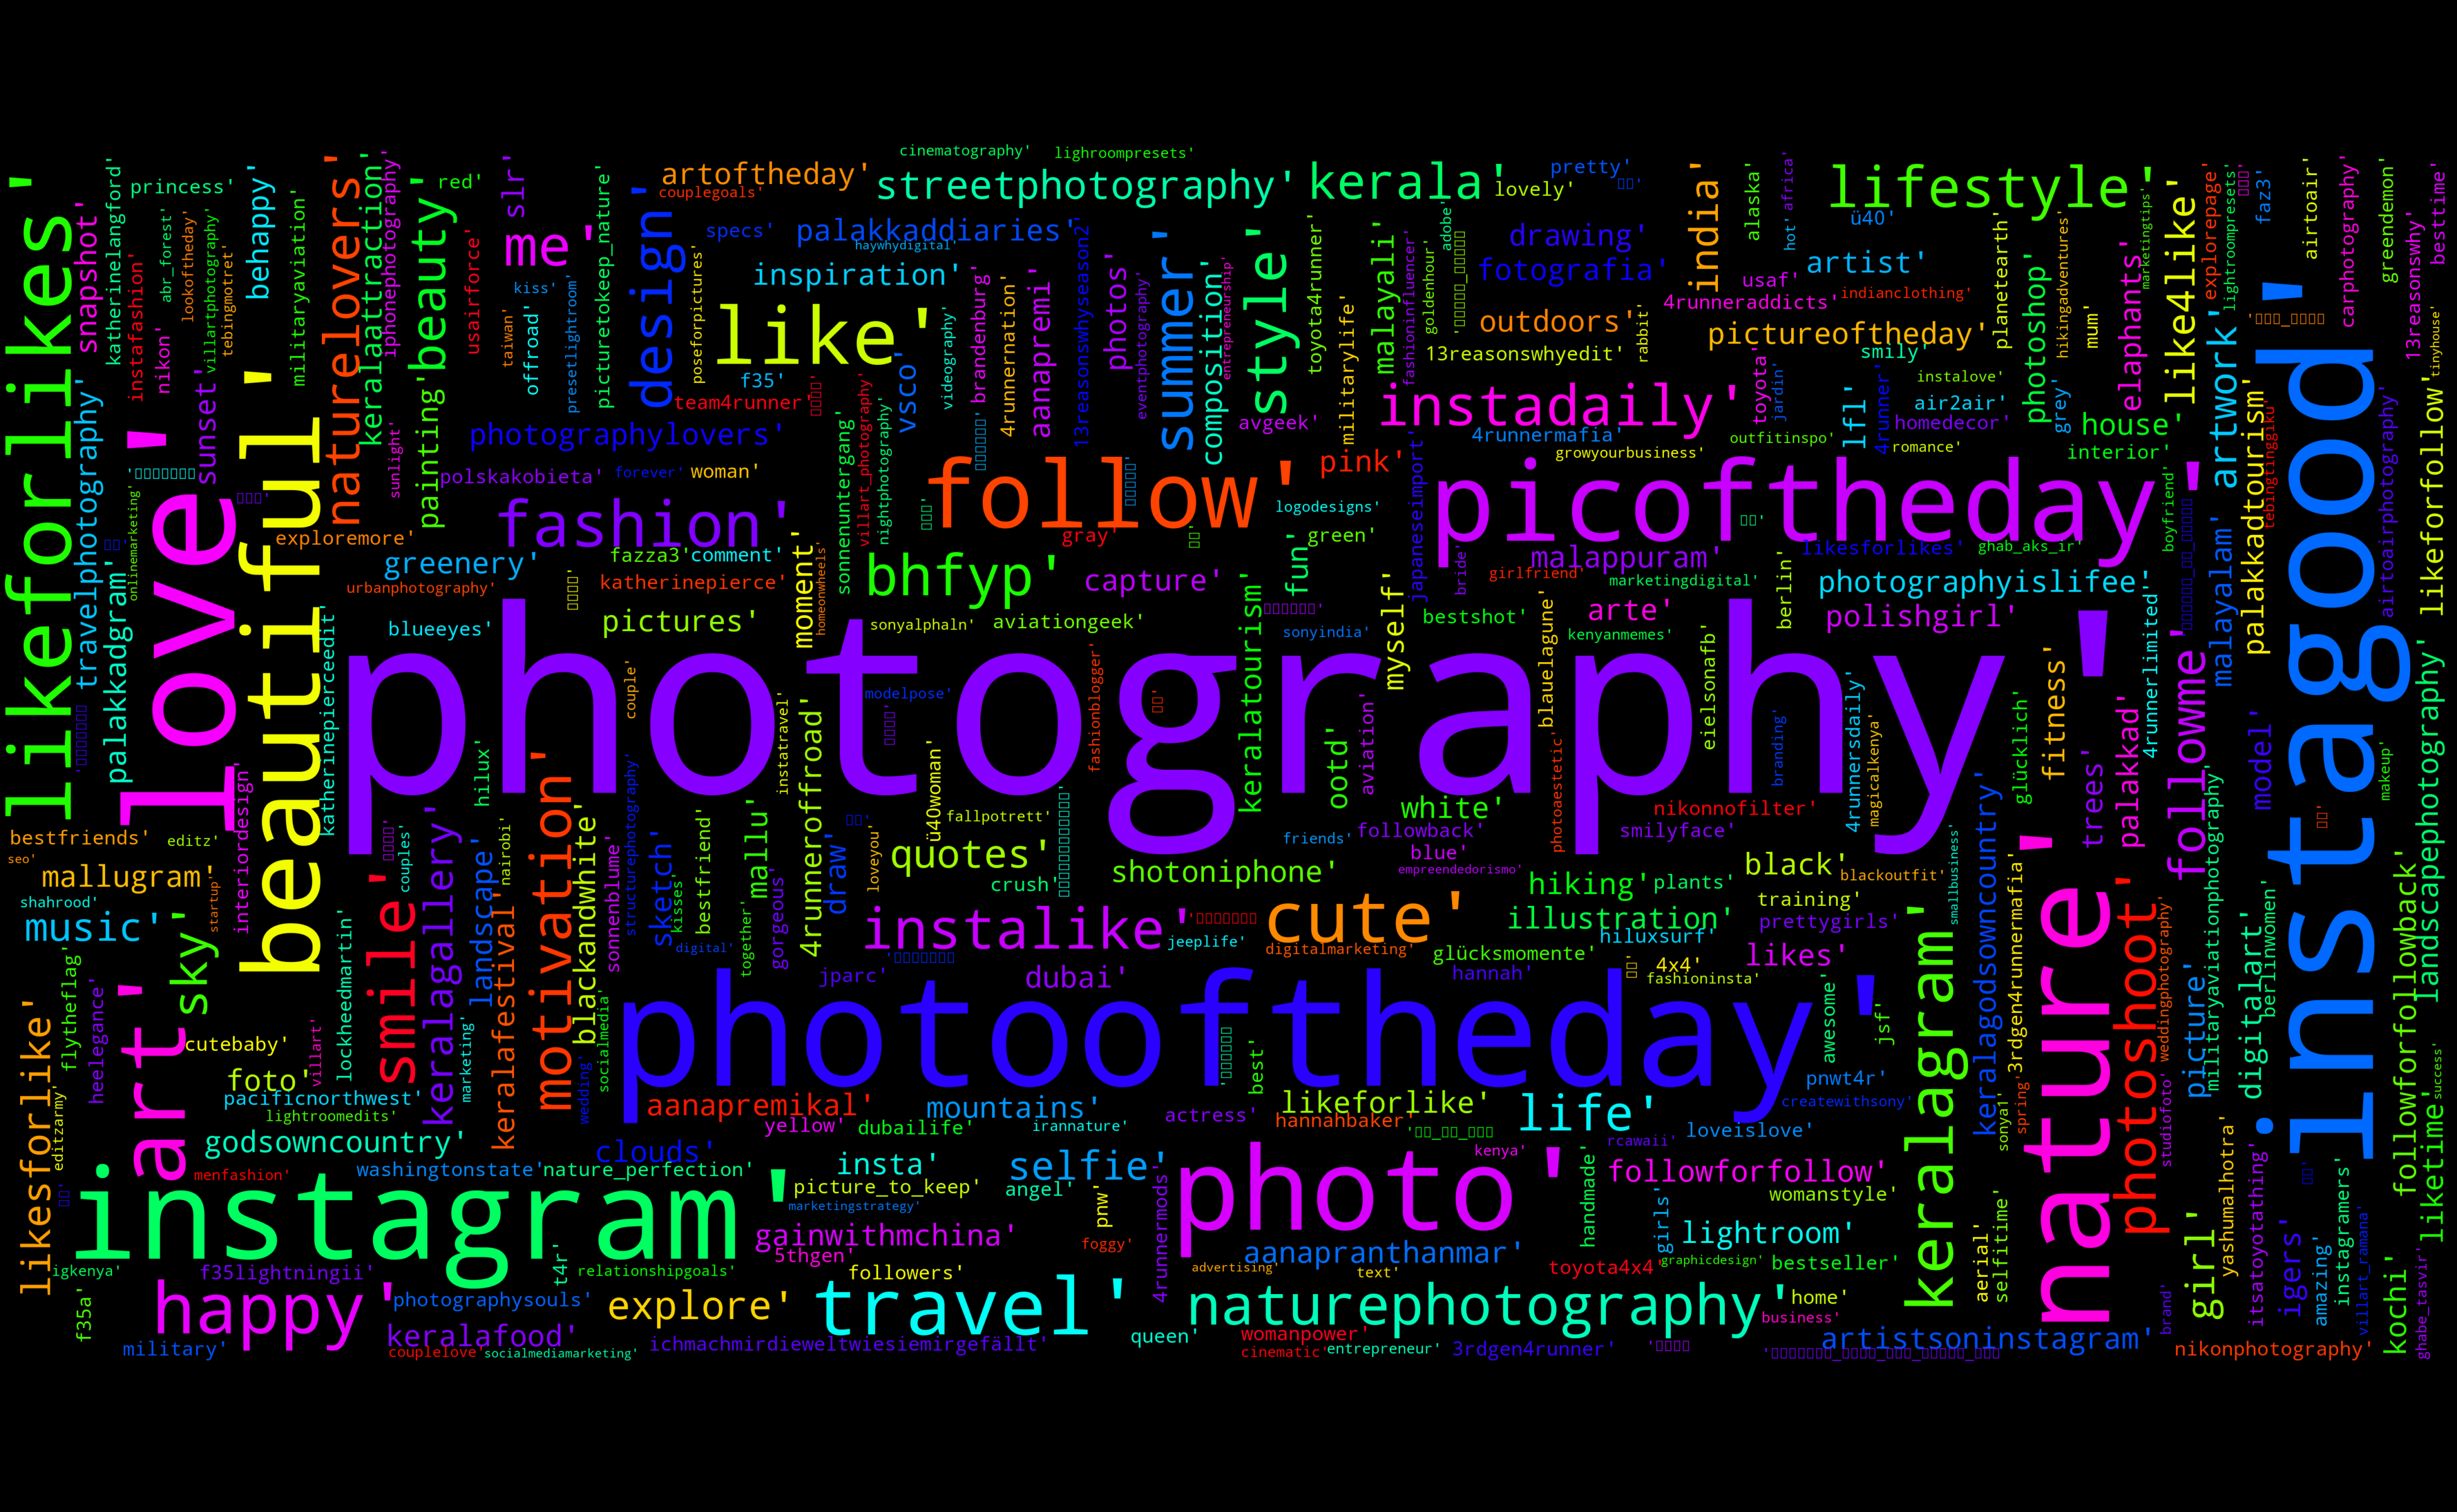 cinematography'
lighroompresets'
princess'
red'
slr'
artoftheday'
couplegoals'
streetphotography'
kerala'
pretty'
lovely'
lifestyle'
likeforlikes'
snapshot'
katherinelangford'
instafashion'
nikon'
abr_forest'
lookoftheday'
villartphotography'
tebingmotret'
behappy'
militaryaviation'
naturelovers'
keralaattraction'
iphonephotography'
beauty'
usairforce'
me'
kiss'
taiwan'
offroad'
presetlightroom'
picturetokeep_nature'
design'
specs'
poseforpictures'
palakkaddiaries'
haywhydigital'
inspiration'
like'
f35'
team4runner'
videography'
brandenburg'
4runnernation'
aanapremi'
13reasonswhyseason2'
photos'
eventphotography'
summer'
composition'
entrepreneurship'
style'
toyota4runner'
militarylife'
malayali'
fashioninfluencer'
goldenhour'
adobe'
drawing'
fotografia'
outdoors'
13reasonswhyedit'
rabbit'
india'
alaska'
hot'
africa'
usaf'
4runneraddicts'
indianclothing'
pictureoftheday'
ü40'
artist'
smily'
instalove'
air2air'
homedecor'
planetearth'
photoshop'
grey'
hikingadventures'
mum'
elaphants'
marketingtips'
like4like'
explorepage'
lightroompresets'
artwork'
faz3'
airtoair'
carphotography'
greendemon'
13reasonswhy'
bestime'
tinyhouse'
travelphotography'
love'
sunset'
beautiful'
sunlight'
painting'
photographylovers'
polskakobieta'
forever'
woman'
fashion'
sonnenuntergang'
villart_photography'
nightphotography'
vsco'
follow'
gray'
avgeek'
pink'
logodesigns'
green'
instadaily'
4runnermafia'
growyourbusiness'
toyota'
jardin'
outfitinspo'
lfl'
4runner'
romance'
house'
interior'
picoftheday'
boyfriend'
malayalam'
palakkadtourism'
tebingtinggiku'
airtoairphotography'
likeforfollow'
instagood'
onlinemarketing'
palakkadgram'
exploremore'
greenery'
urbanphotography'
blueeyes'
katherinepierceedit'
fazza3'
comment'
katherinepierce'
pictures'
couple'
moment'
homeonwheels'
bhfyp'
capture'
sonyalphaln'
aviationgeek'
fun'
sonyindia'
keralatourism'
myself'
japaneseimport'
bride'
malappuram'
girlfriend'
marketingdigital'
bestshot'
arte'
kenyanmemes'
blauelagune'
berlin'
eielsonafb'
likesforlikes'
ghab_aks_ir'
photographyislifee'
polishgirl'
4runnerlimited'
followme'
landscapephotography'
photography'
modelpose'
fashionblogger'
instatravel'
4runneroffroad'
ü40woman'
ootd'
aviation'
photoaestetic'
branding'
4runnersdaily'
magicalkenya'
glücklich'
fitness'
trees'
palakkad'
model'
makeup'
bestfriends'
editz'
seo'
mallugram'
shahrood'
music'
startup'
interiordesign'
sky'
hilux'
keralagallery'
landscape'
nairobi'
couples'
smile'
lockheedmartin'
motivation'
blackandwhite'
sonnenblume'
structurephotography'
sketch'
kisses'
bestfriend'
together'
mallu'
gorgeous'
digital'
draw'
loveyou'
fallpotrett'
quotes'
crush'
shotoniphone'
friends'
followback'
blue'
white'
empreendedorismo'
nikonnofilter'
smilyface'
hiking'
plants'
black'
blackoutfit'
training'
prettygirls'
illustration'
hiluxsurf'
likes'
smallbusiness'
instalike'
jeeplife'
cute'
digitalmarketing'
glücksmomente'
hannah'
4x4'
fashioninsta'
jparc'
dubai'
photooftheday'
awesome'
jsf'
pnwt4r'
createwithsony'
keralagram'
keralagodsowncountry'
3rdgen4runnermafia'
nature'
photoshoot'
weddingphotography'
picture'
militaryaviationphotography'
digitalart'
berlinwomen'
followforfollowback'
liketime'
success'
likesforlike'
flytheflag'
heelegance'
editzarmy'
art'
cutebaby'
foto'
villart'
pacificnorthwest'
lightroomedits'
godsowncountry'
menfashion'
washingtonstate'
nature_perfection'
marketing'
keralafestival'
wedding'
socialmedia'
clouds'
aanapremikal'
yellow'
dubailife'
mountains'
irannature'
actress'
best'
likeforlike'
hannahbaker'
life'
rcawaii'
loveislove'
insta'
picture_to_keep'
marketingstrategy'
selfie'
angel'
pnw'
foggy'
photo'
kenya'
handmade'
followforfollow'
womanstyle'
girls'
lightroom'
graphicdesign'
bestseller'
sonya1'
spring'
studiofoto'
yashumalhotra'
girl'
itsatoyotathing'
igers'
amazing'
instagramers'
villart_ramana'
kochi'
ghabe_tasvir'
instagram'
igkenya'
f35a'
f35lightningii'
happy'
military'
photographysouls'
keralafood'
couplelove'
socialmediamarketing'
t4r'
relationshipgoals'
gainwithmchina'
5thgen'
followers'
explore'
ichmachmirdieweltwiesiemirgefällt'
travel'
queen'
4runnermods'
advertising'
aanapranthanmar'
text'
toyota4x4'
naturephotography'
womanpower'
cinematic'
entrepreneur'
3rdgen4runner'
home'
business'
artistsoninstagram'
aerial'
selfitime'
brand'
nikonphotography'